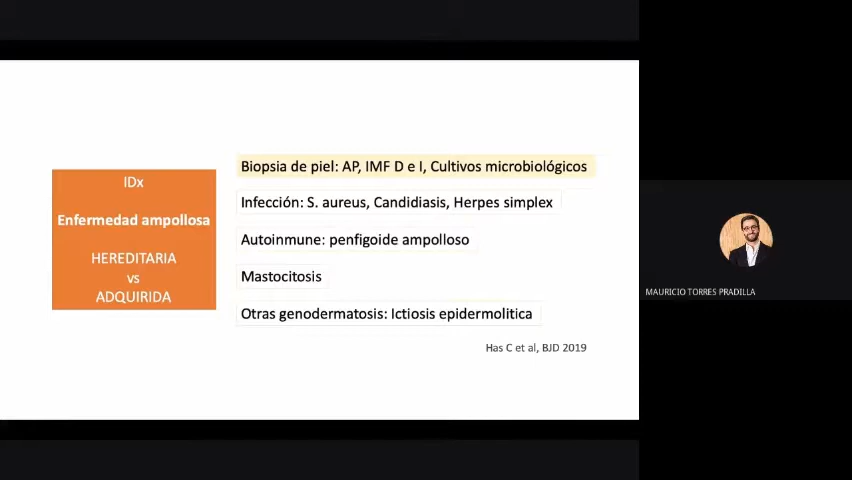 IDx
Enfermedad ampollosa
HEREDITARIA
vs
ADQUIRIDA
Biopsia de piel: AP, IMF D e I, Cultivos microbiológicos
Infección: S. aureus, Candidiasis, Herpes simplex
Autoinmune: penfigoide ampolloso
Mastocitosis
Otras genodermatosis: Ictiosis epidermolitica
Has C et al, BJD 2019
MAURICIO TORRES PRADILLA